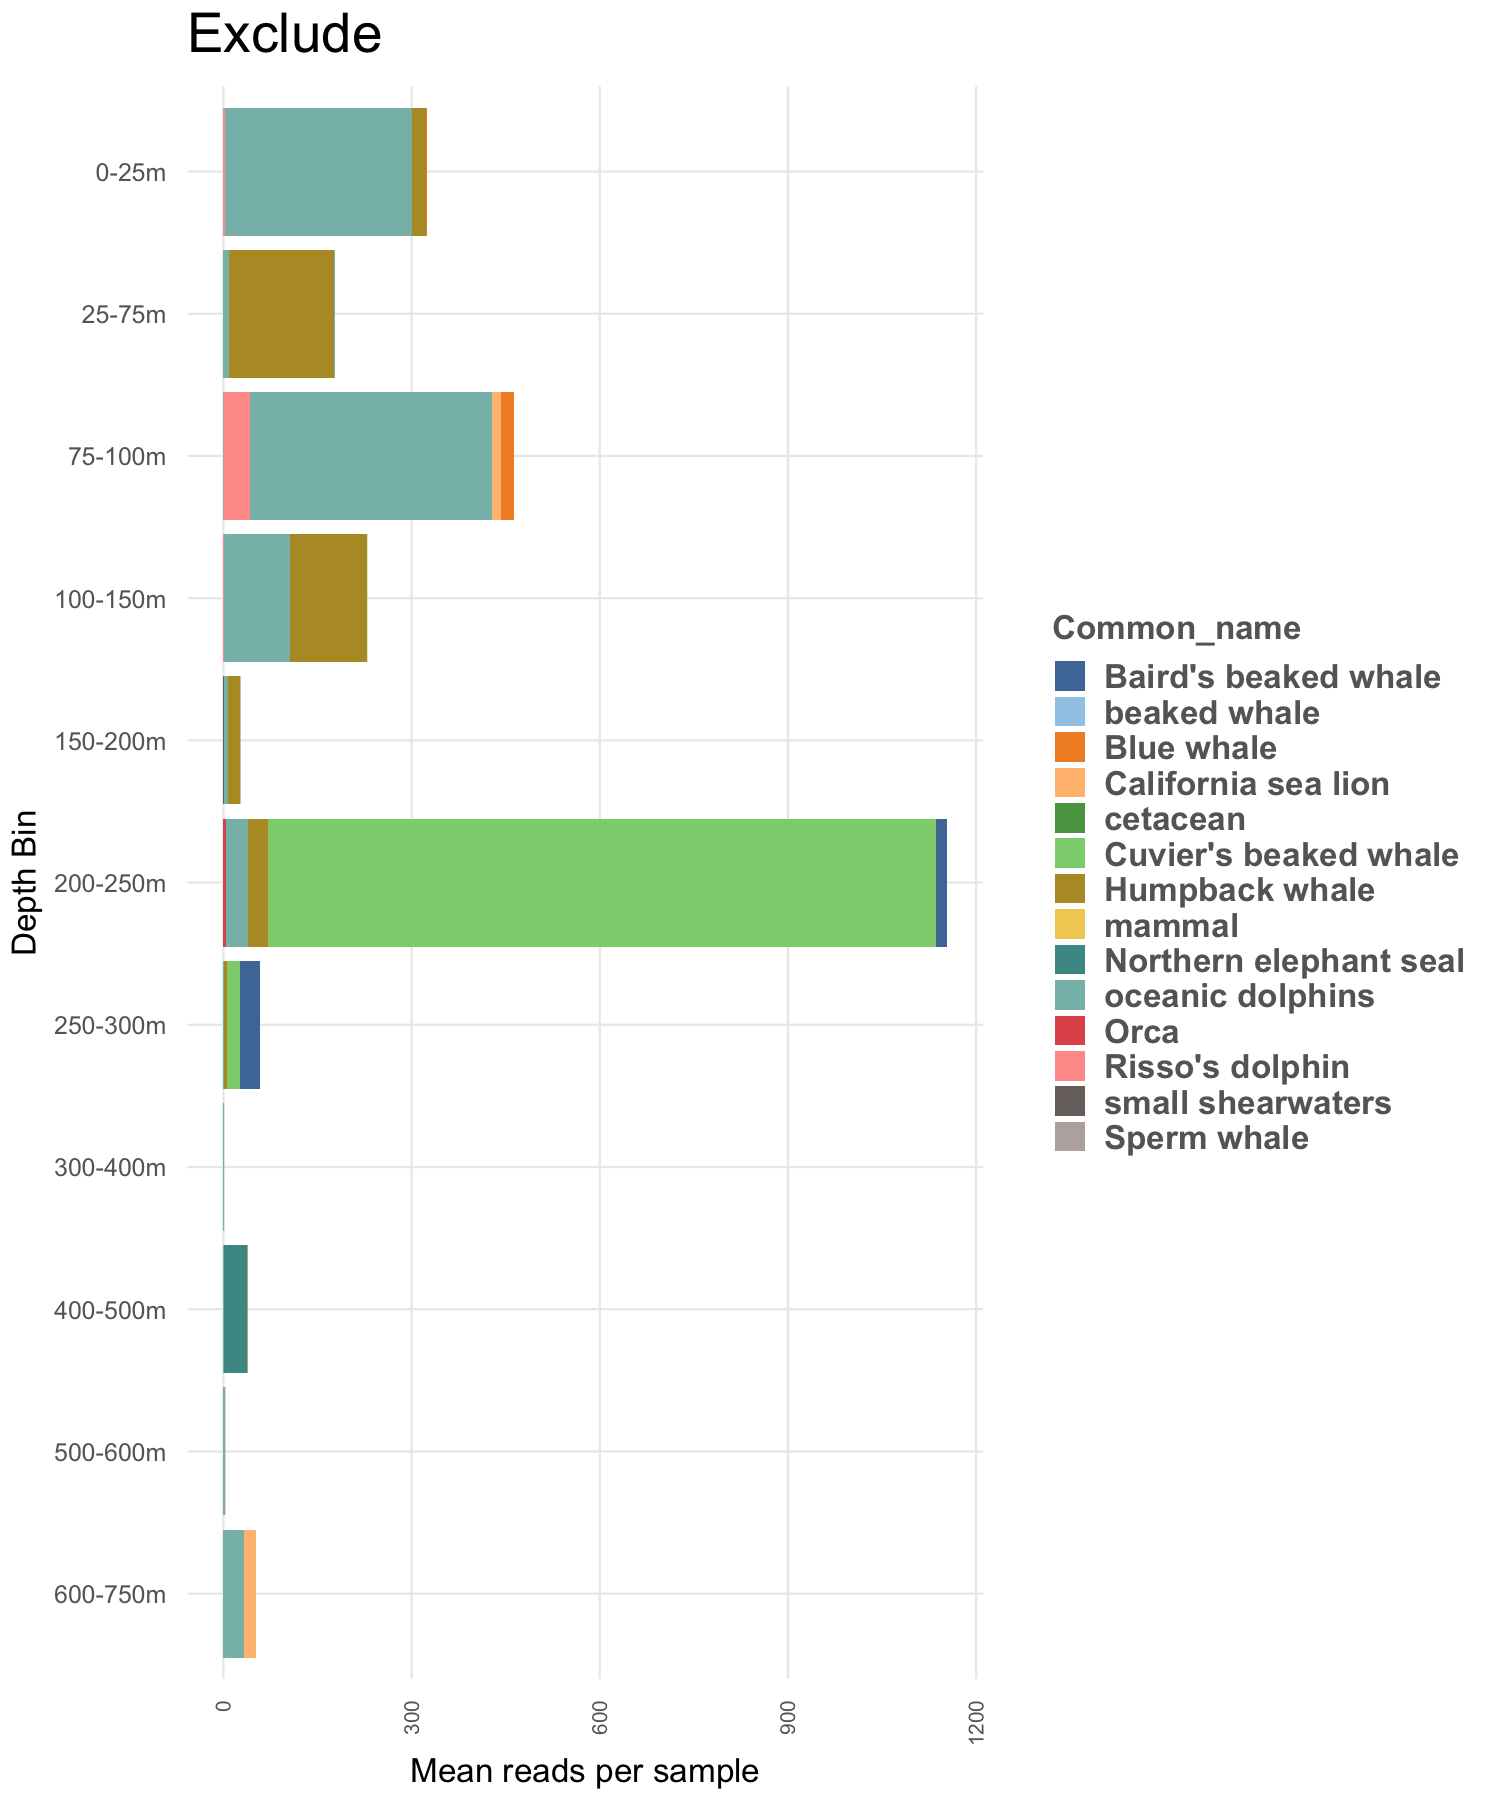 Exclude
0-25m
25-75m
75-100m
100-150m
150-200m
200-250m
250-300m
300-400m
400-500m
500-600m
600-750m
Depth Bin
0
300
600
900
1200
Mean reads per sample
Common_name
Baird's beaked whale
beaked whale
Blue whale
California sea lion
cetacean
Cuvier's beaked whale
Humpback whale
mammal
Northern elephant seal
oceanic dolphins
Orca
Risso's dolphin
small shearwaters
Sperm whale